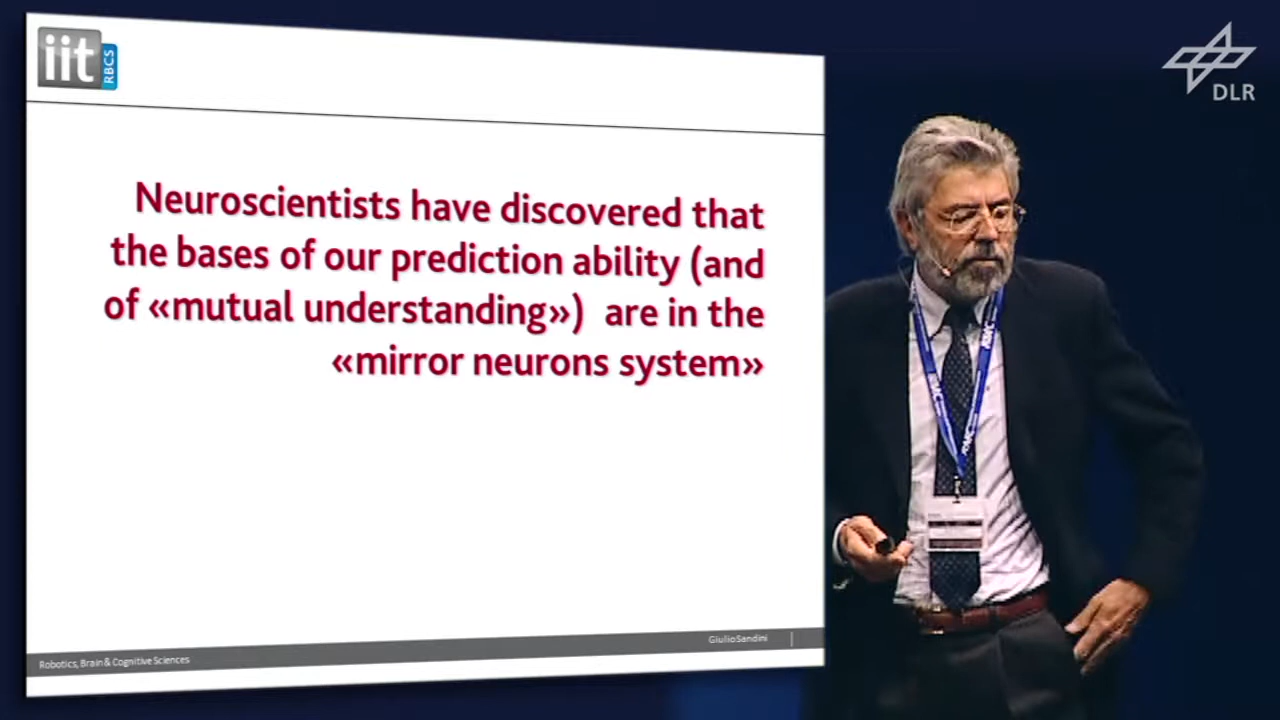 iit
RBCS
DLR
Neuroscientists have discovered that
the bases of our prediction ability (and
of «mutual understanding»)  are in the
«mirror neurons system»
Giulio Sandini
Robotics, Brain & Cognitive Sciences